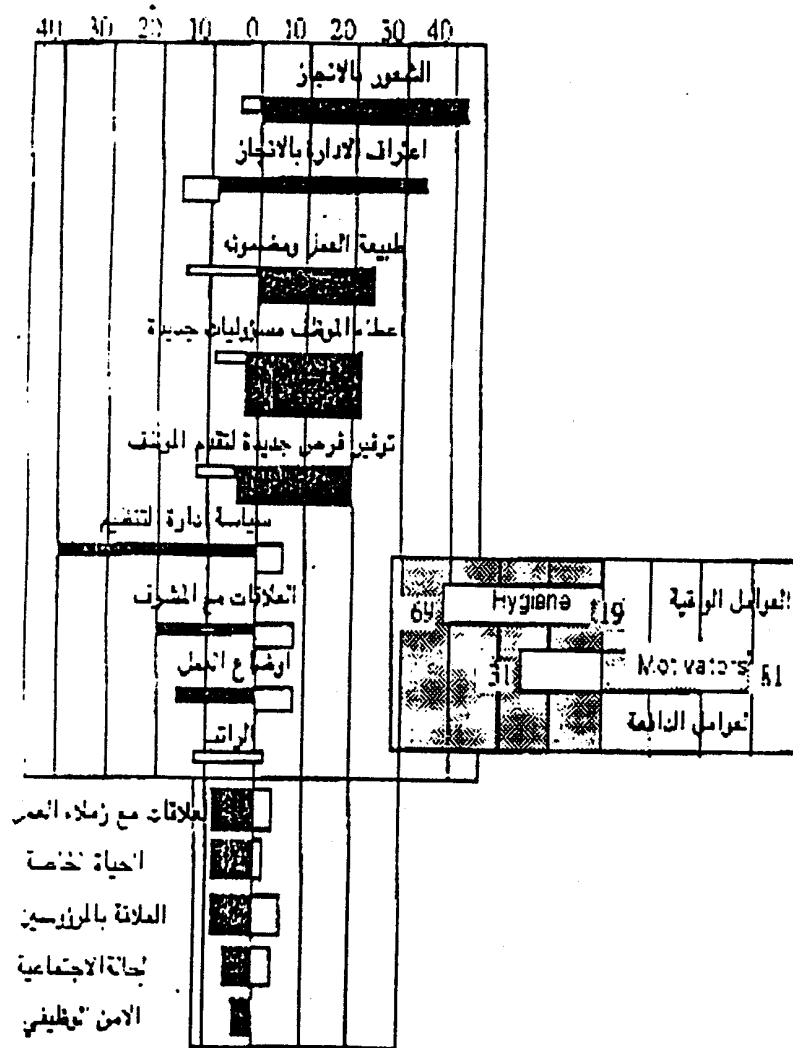 40 30 20 10 0 10 20 30 40
الشعور بالانجاز
اعتراف الادارة بالانجاز
طبيعة العمل ومضمونه
اعطاء الموظف مسؤوليات جديدة
توفير فرص جديدة لتقدم الموظف
سياسة ادارة التنظيم
العلاقات مع المشرف
اوضاع العمل
الراتب
العلاقات مع زملاء العمل
الحياة الخاصة
العلاقة بالمرؤوسين
الحالة الاجتماعية
الامن الوظيفي
69 Hygiene 19 العوامل الوقية
31 Motivators 81
العوامل الدافعة